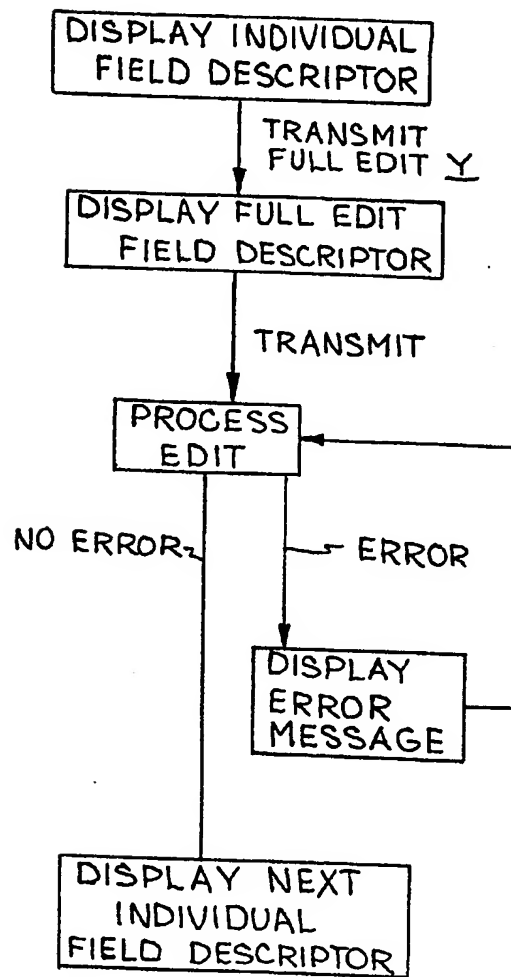 DISPLAY INDIVIDUAL
FIELD DESCRIPTOR
TRANSMIT
FULL EDIT Y
DISPLAY FULL EDIT
FIELD DESCRIPTOR
TRANSMIT
PROCESS
EDIT
NO ERROR
ERROR
DISPLAY
ERROR
MESSAGE
DISPLAY NEXT
INDIVIDUAL
FIELD DESCRIPTOR